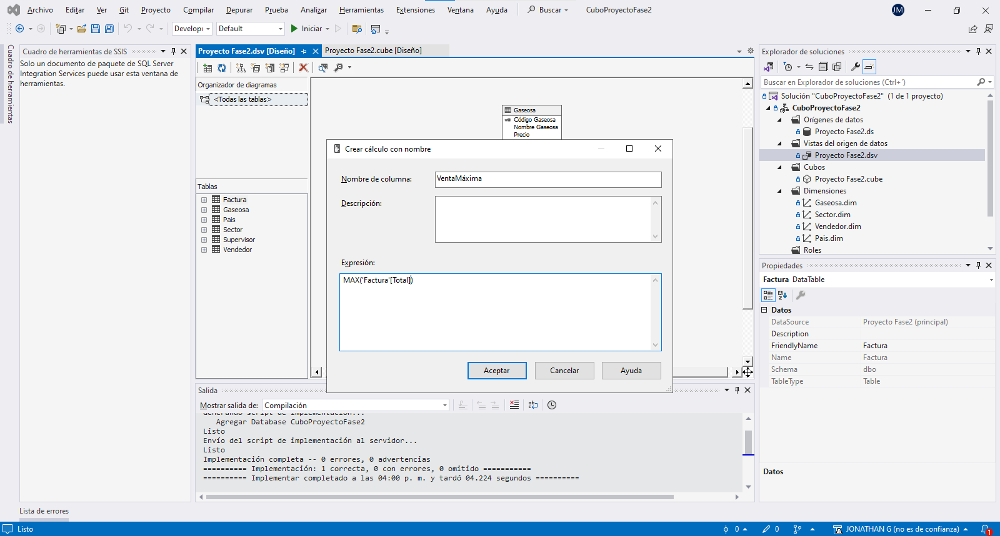 Archivo Editar Ver Git Proyecto Compilar Depurar Prueba Analizar Herramientas Extensiones Ventana Ayuda Buscar CuboProyectoFase2 JM
Develop Default Iniciar
Cuadro de herramientas
Cuadro de herramientas de SSIS
Solo un documento de paquete de SQL Server
Integration Services puede usar esta ventana de
herramientas.
Proyecto Fase2.dsv [Diseño] Proyecto Fase2.cube [Diseño]
Organizador de diagramas
<Todas las tablas>
Tablas
Factura
Gaseosa
Pais
Sector
Supervisor
Vendedor
Gaseosa
Código Gaseosa
Nombre Gaseosa
Precio
Crear cálculo con nombre
Nombre de columna: VentaMáxima
Descripción:
Expresión:
MAX('Factura'[Total])
Aceptar Cancelar Ayuda
Salida
Mostrar salida de: Compilación
Generando script de implementación...
Agregar Database CuboProyectoFase2
Listo
Envío del script de implementación al servidor...
Listo
Implementación completa -- 0 errores, 0 advertencias
========== Implementación: 1 correcta, 0 con errores, 0 omitido ===========
========== Implementar completado a las 04:00 p. m. y tardó 04.224 segundos ==========
Explorador de soluciones
Buscar en Explorador de soluciones (Ctrl+´)
Solución "CuboProyectoFase2" (1 de 1 proyecto)
CuboProyectoFase2
Orígenes de datos
Proyecto Fase2.ds
Vistas del origen de datos
Proyecto Fase2.dsv
Cubos
Proyecto Fase2.cube
Dimensiones
Gaseosa.dim
Sector.dim
Vendedor.dim
Pais.dim
Roles
Propiedades
Factura DataTable
Datos
DataSource Proyecto Fase2 (principal)
Description
FriendlyName Factura
Name Factura
Schema dbo
TableType Table
Datos
Lista de errores
Listo 0 0 JONATHAN G (no es de confianza) 1